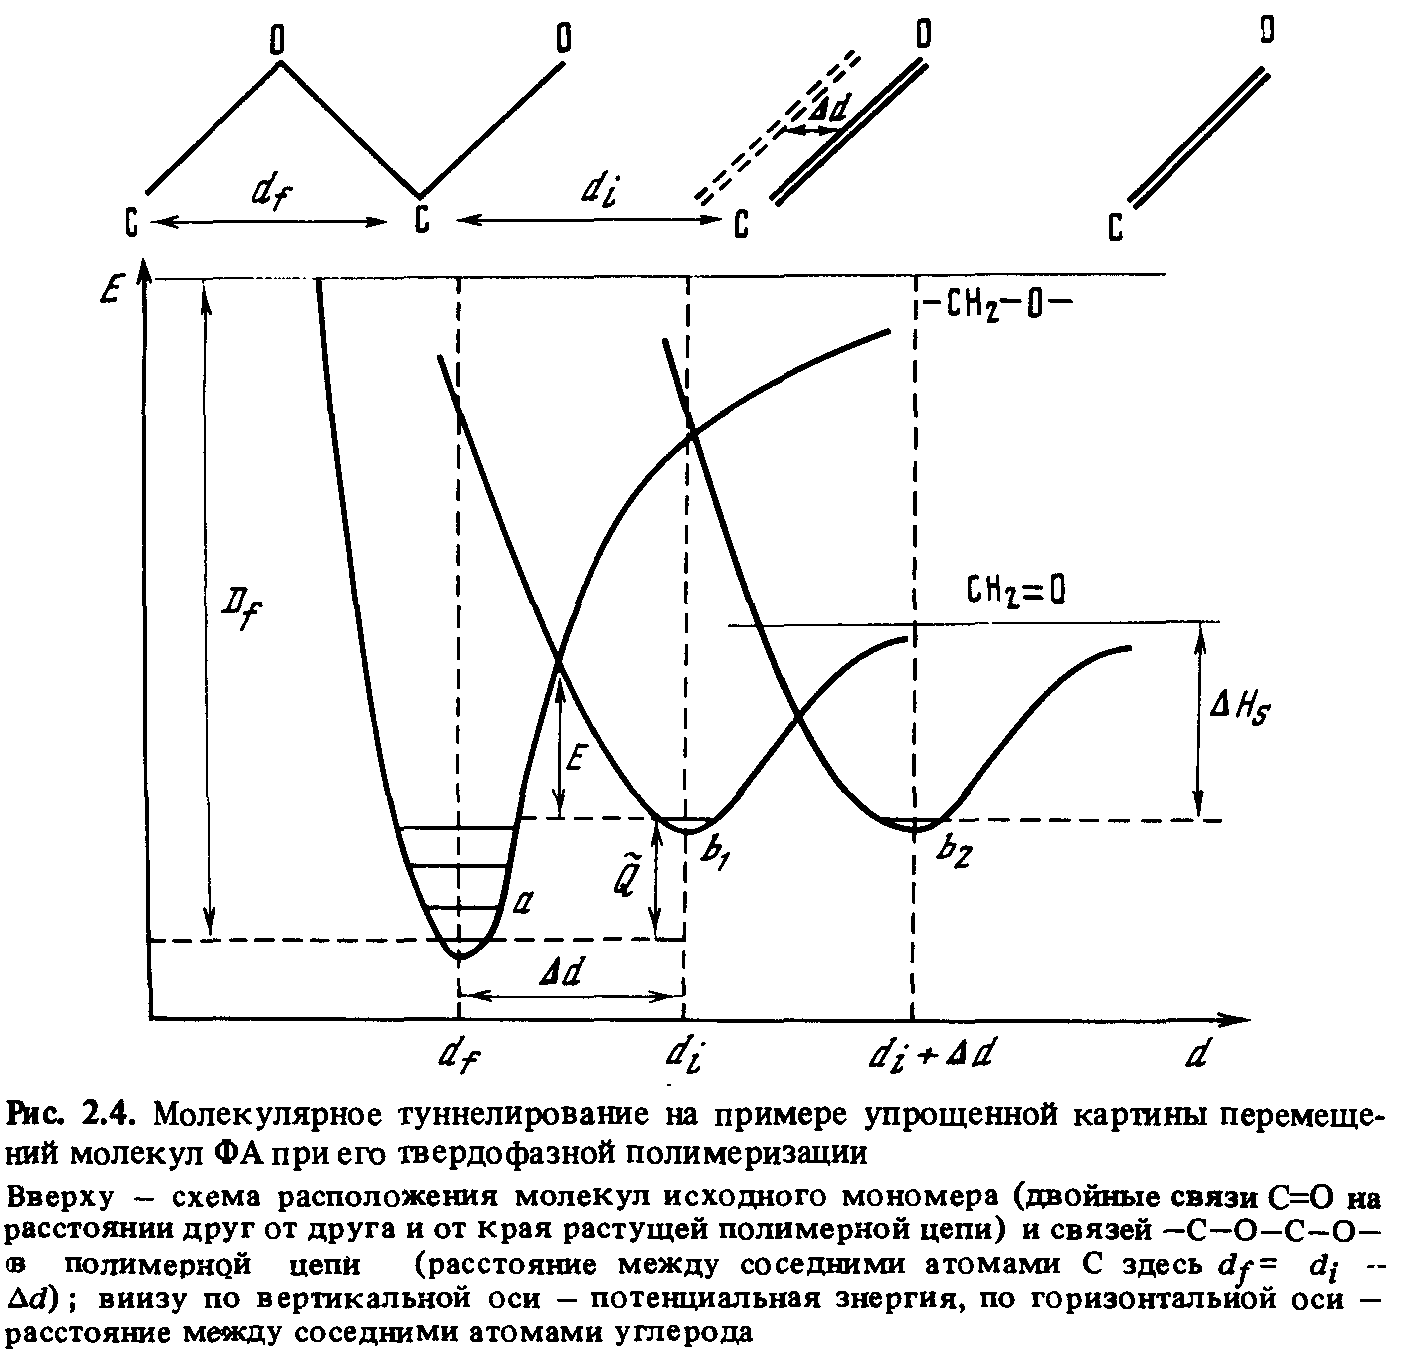 O O O O
Δd
d_f d_i
C C C C
E
–CH₂–O–
D_f
CH₂=O
ΔH_s
E
Q̃
b₁ b₂
a
Δd
d_f d_i d_i + Δd d
Рис. 2.4. Молекулярное туннелирование на примере упрощенной картины перемеще-
ний молекул ФА при его твердофазной полимеризации
Вверху – схема расположения молекул исходного мономера (двойные связи С=О на
расстоянии друг от друга и от края растущей полимерной цепи) и связей –С–О–С–О–
в полимерной цепи (расстояние между соседними атомами С здесь d_f = d_i –
Δd) ; внизу по вертикальной оси – потенциальная энергия, по горизонтальной оси –
расстояние между соседними атомами углерода